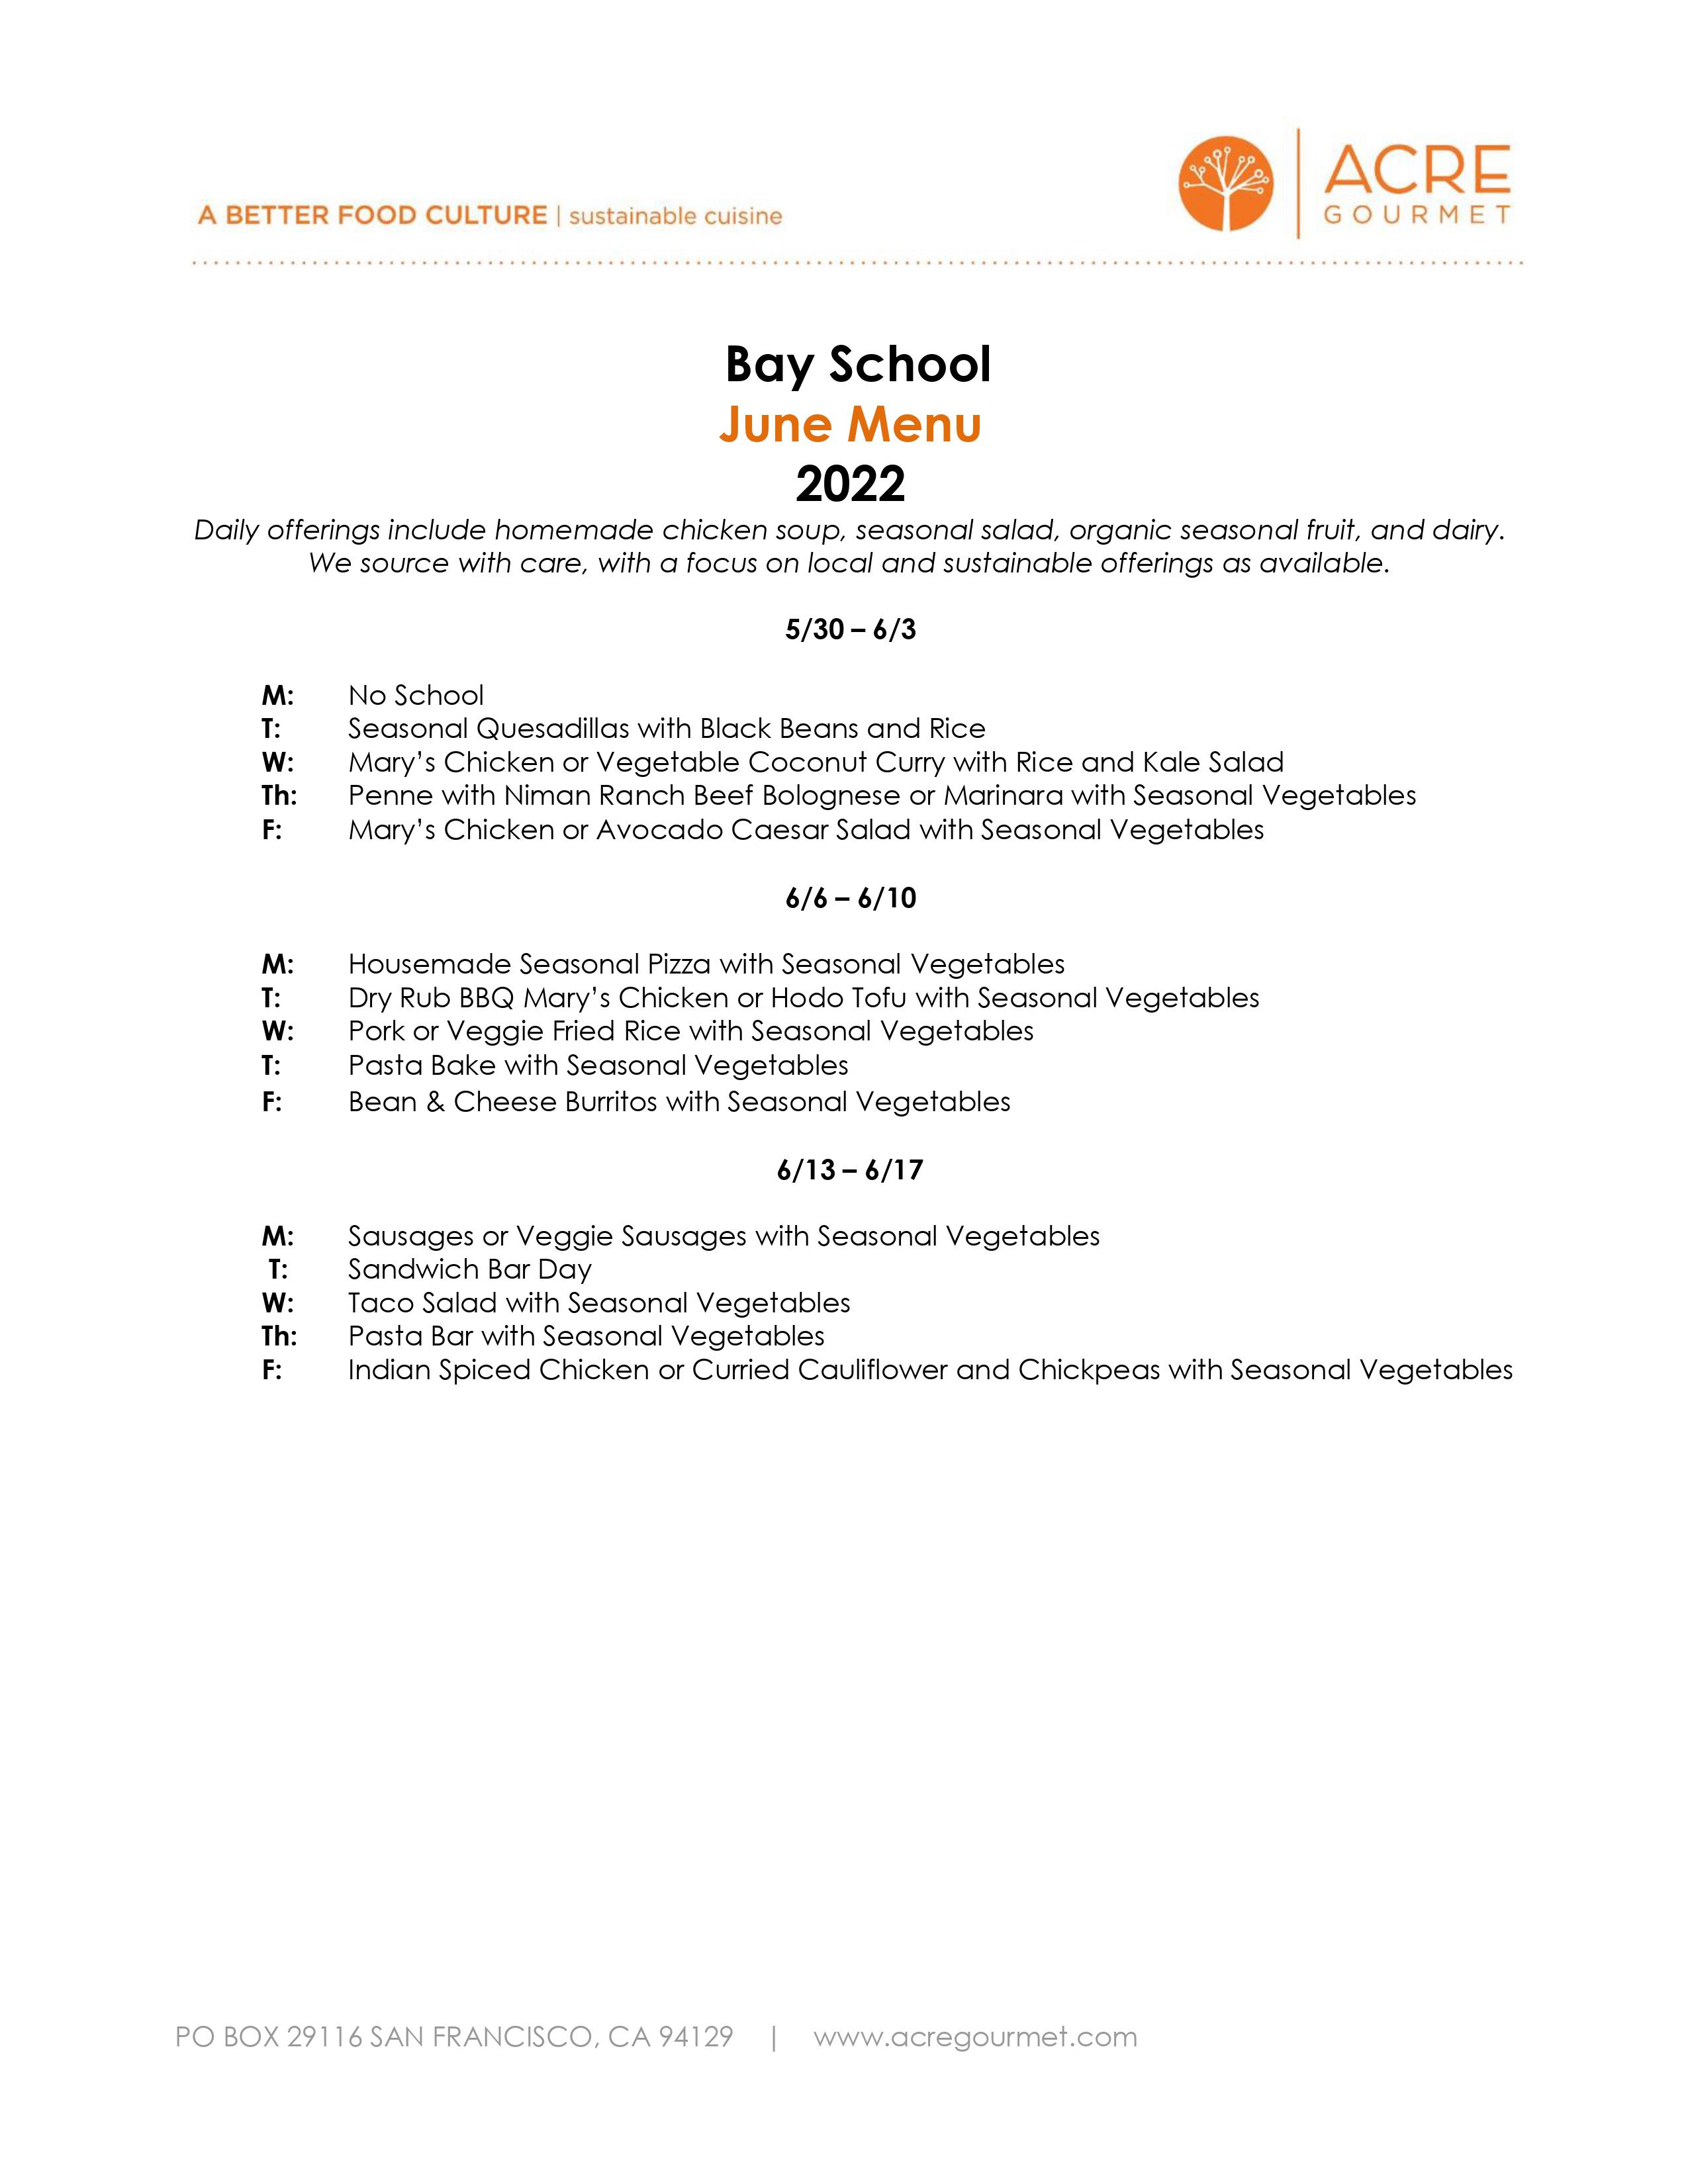 A BETTER FOOD CULTURE | sustainable cuisine
ACRE
GOURMET
Bay School
June Menu
2022
Daily offerings include homemade chicken soup, seasonal salad, organic seasonal fruit, and dairy.
We source with care, with a focus on local and sustainable offerings as available.
5/30 – 6/3
M: No School
T: Seasonal Quesadillas with Black Beans and Rice
W: Mary’s Chicken or Vegetable Coconut Curry with Rice and Kale Salad
Th: Penne with Niman Ranch Beef Bolognese or Marinara with Seasonal Vegetables
F: Mary’s Chicken or Avocado Caesar Salad with Seasonal Vegetables
6/6 – 6/10
M: Housemade Seasonal Pizza with Seasonal Vegetables
T: Dry Rub BBQ Mary’s Chicken or Hodo Tofu with Seasonal Vegetables
W: Pork or Veggie Fried Rice with Seasonal Vegetables
T: Pasta Bake with Seasonal Vegetables
F: Bean & Cheese Burritos with Seasonal Vegetables
6/13 – 6/17
M: Sausages or Veggie Sausages with Seasonal Vegetables
T: Sandwich Bar Day
W: Taco Salad with Seasonal Vegetables
Th: Pasta Bar with Seasonal Vegetables
F: Indian Spiced Chicken or Curried Cauliflower and Chickpeas with Seasonal Vegetables
PO BOX 29116 SAN FRANCISCO, CA 94129 | www.acregourmet.com